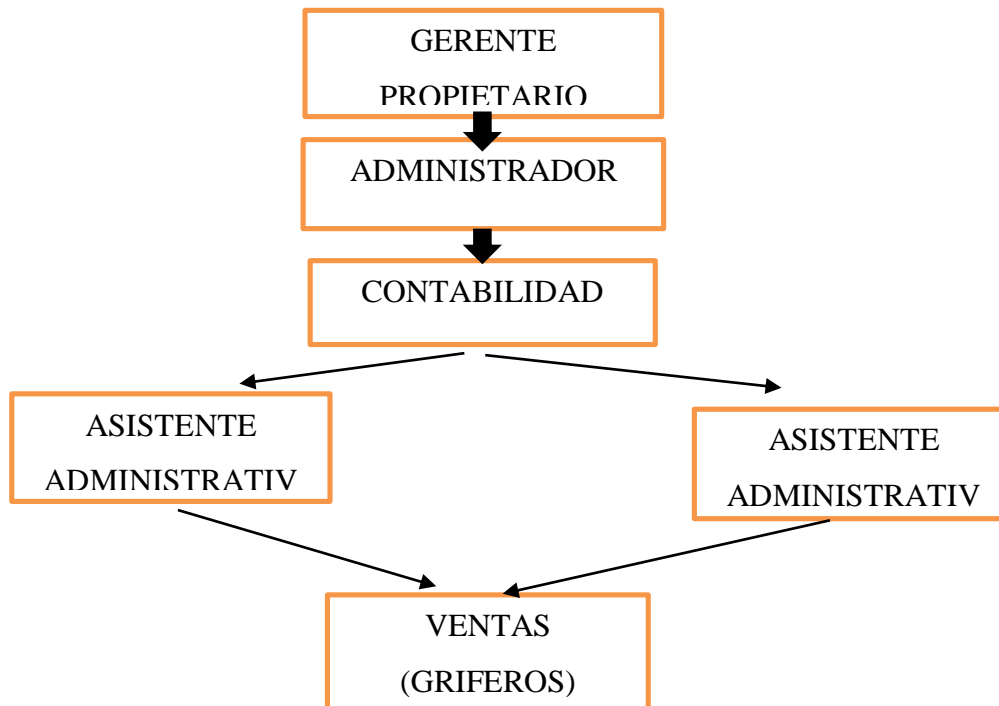 GERENTE
PROPIETARIO
ADMINISTRADOR
CONTABILIDAD
ASISTENTE
ADMINISTRATIV
ASISTENTE
ADMINISTRATIV
VENTAS
(GRIFEROS)